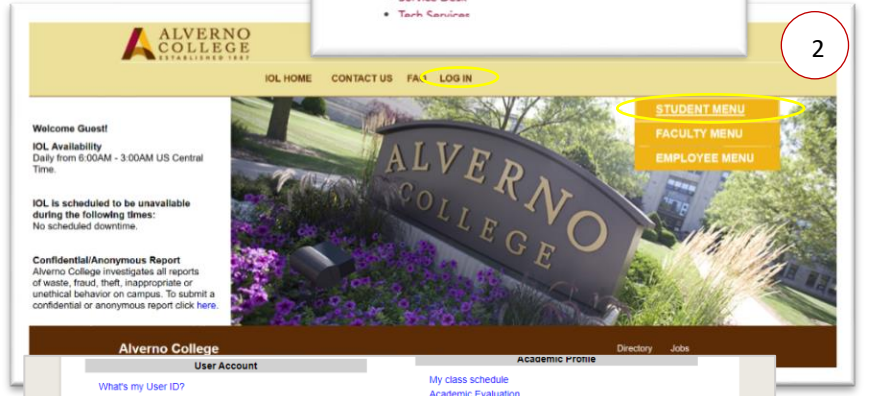 Tech Services
2
ALVERNO
COLLEGE
ESTABLISHED 1887
IOL HOME CONTACT US FAQ LOG IN
STUDENT MENU
FACULTY MENU
EMPLOYEE MENU
Welcome Guest!
IOL Availability
Daily from 6:00AM - 3:00AM US Central
Time.
IOL is scheduled to be unavailable
during the following times:
No scheduled downtime.
Confidential/Anonymous Report
Alverno College investigates all reports
of waste, fraud, theft, inappropriate or
unethical behavior on campus. To submit a
confidential or anonymous report click here.
ALVERNO
COLLEGE
Alverno College
Directory Jobs
User Account
Academic Profile
What's my User ID?
My class schedule
Academic Evaluation